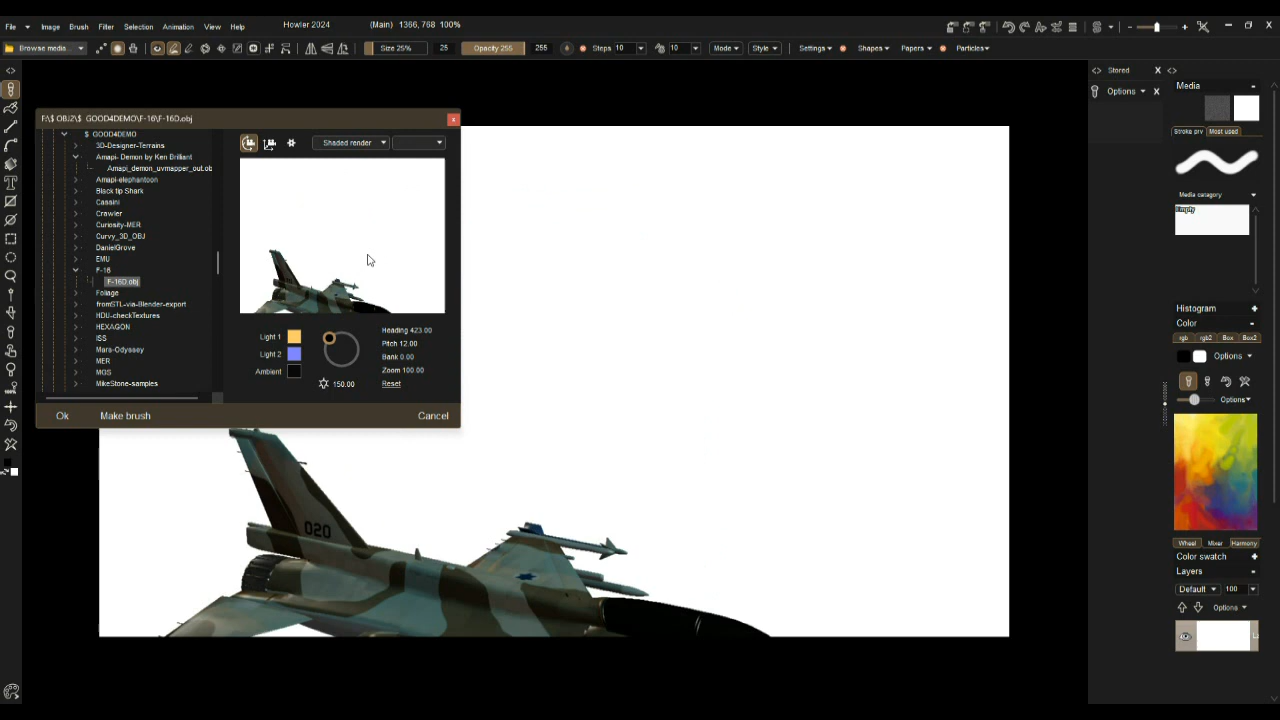 File Image Brush Filter Selection Animation View Help Howler 2024 (Main) 1366, 768 100%
Browse media... Size 25% 25 Opacity 255 255 Steps 10 10 Mode Style Settings Shapes Papers Particles
Stored
Options
F:\$ OBJ2\$ GOOD4DEMO\F-16\F-16D.obj
$ GOOD4DEMO
3D-Designer-Terrains
Amapi- Demon by Ken Brilliant
Amapi_demon_uvmapper_out.ob
Amapi-elephantoon
Black tip Shark
Cassini
Crawler
Curiosity-MER
Curvy_3D_OBJ
DanielGrove
EMU
F-16
F-16D.obj
Foliage
fromSTL-via-Blender-export
HDU-checkTextures
HEXAGON
ISS
Mars-Odyssey
MER
MGS
MikeStone-samples
Shaded render
Light 1
Light 2
Ambient
150.00
Heading 423.00
Pitch 12.00
Bank 0.00
Zoom 100.00
Reset
Ok Make brush Cancel
020
Media
Stroke prv Most used
Media catagory
Empty
Histogram
Color
rgb rgb2 Box Box2
Options
Options
Wheel Mixer Harmony
Color swatch
Layers
Default 100
Options